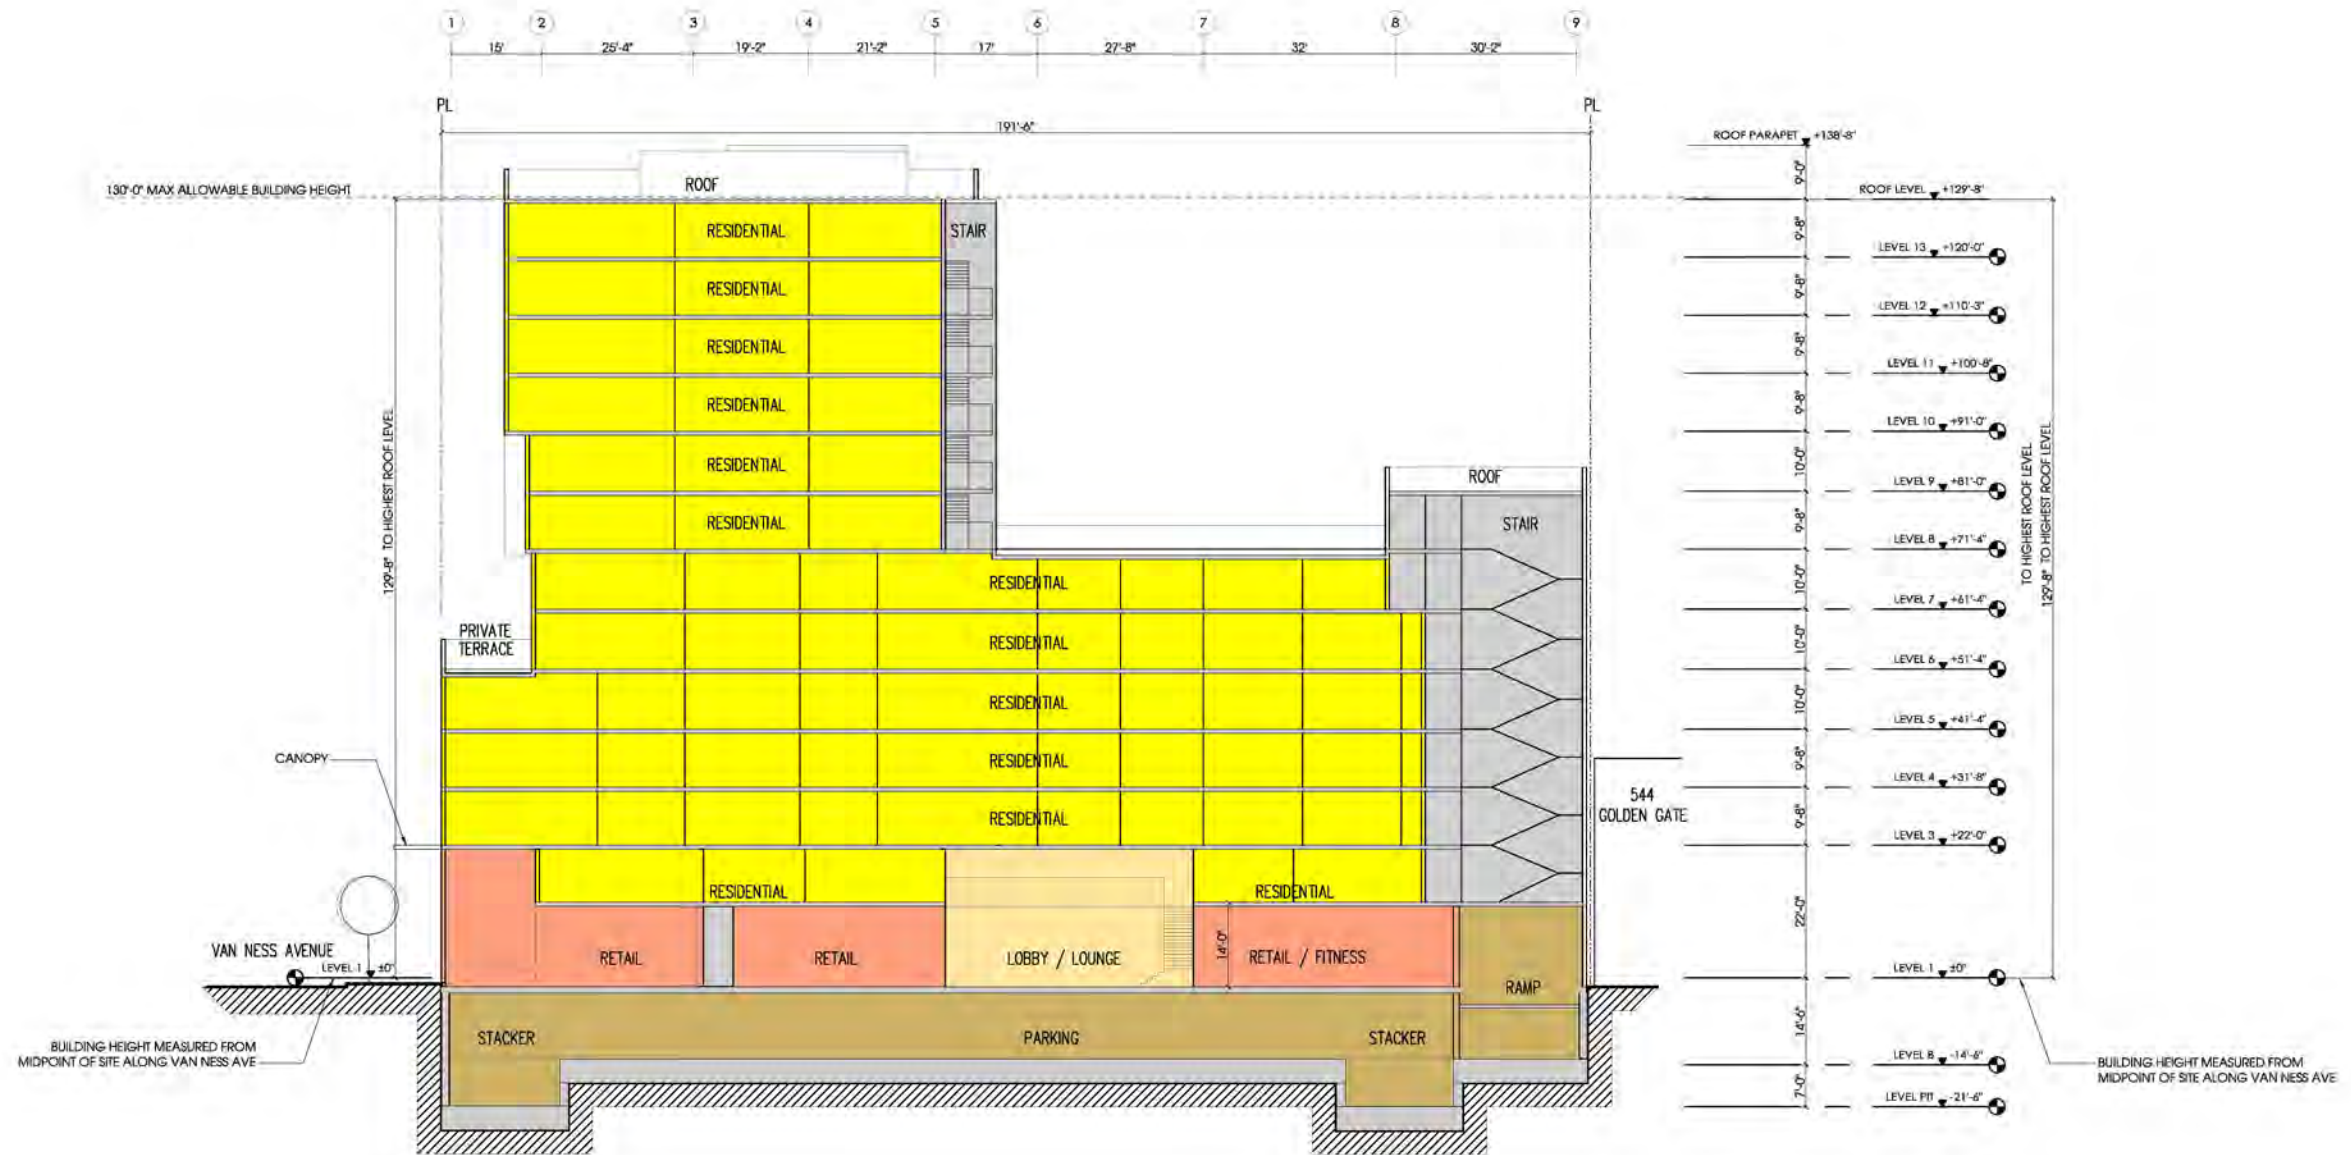 1 2 3 4 5 6 7 8 9
15' 25'-4" 19'-2" 21'-2" 17' 27'-8" 32' 30'-2"
PL PL
191'-6"
ROOF PARAPET +138'-8"
9'-0"
130'-0" MAX ALLOWABLE BUILDING HEIGHT
ROOF
ROOF LEVEL +129'-8"
RESIDENTIAL
STAIR
9'-8"
LEVEL 13 +120'-0"
RESIDENTIAL
9'-8"
LEVEL 12 +110'-3"
RESIDENTIAL
9'-8"
LEVEL 11 +100'-8"
RESIDENTIAL
9'-8"
LEVEL 10 +91'-0"
RESIDENTIAL
10'-0"
ROOF
LEVEL 9 +81'-0"
RESIDENTIAL
STAIR
9'-8"
LEVEL 8 +71'-4"
129'-8" TO HIGHEST ROOF LEVEL
TO HIGHEST ROOF LEVEL
129'-8" TO HIGHEST ROOF LEVEL
RESIDENTIAL
10'-0"
LEVEL 7 +61'-4"
PRIVATE
TERRACE
RESIDENTIAL
10'-0"
LEVEL 6 +51'-4"
RESIDENTIAL
10'-0"
LEVEL 5 +41'-4"
CANOPY
RESIDENTIAL
9'-8"
LEVEL 4 +31'-8"
544
GOLDEN GATE
RESIDENTIAL
9'-8"
LEVEL 3 +22'-0"
RESIDENTIAL
RESIDENTIAL
22'-0"
14'-0"
VAN NESS AVENUE
LEVEL 1 ±0"
RETAIL
RETAIL
LOBBY / LOUNGE
RETAIL / FITNESS
LEVEL 1 ±0"
RAMP
14'-6"
STACKER
PARKING
STACKER
BUILDING HEIGHT MEASURED FROM
MIDPOINT OF SITE ALONG VAN NESS AVE
LEVEL B -14'-6"
BUILDING HEIGHT MEASURED FROM
MIDPOINT OF SITE ALONG VAN NESS AVE
7'-0"
LEVEL PIT -21'-6"